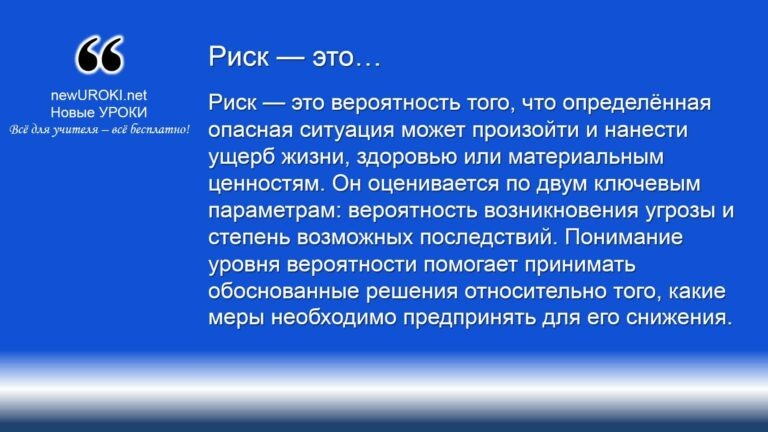 ❝
newUROKI.net
Новые УРОКИ
Всё для учителя – всё бесплатно!
Риск — это…
Риск — это вероятность того, что определённая
опасная ситуация может произойти и нанести
ущерб жизни, здоровью или материальным
ценностям. Он оценивается по двум ключевым
параметрам: вероятность возникновения угрозы и
степень возможных последствий. Понимание
уровня вероятности помогает принимать
обоснованные решения относительно того, какие
меры необходимо предпринять для его снижения.